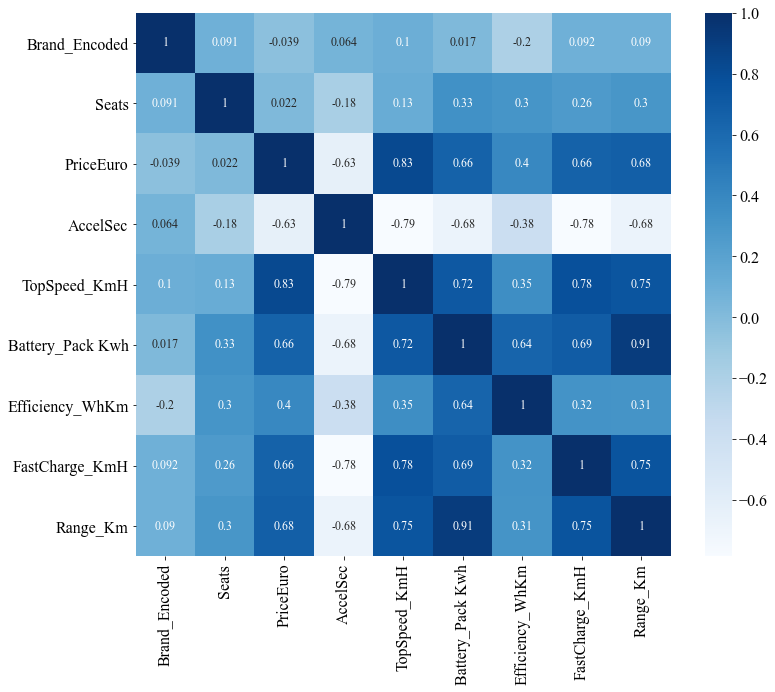 Brand_Encoded 1 0.091 -0.039 0.064 0.1 0.017 -0.2 0.092 0.09
Seats 0.091 1 0.022 -0.18 0.13 0.33 0.3 0.26 0.3
PriceEuro -0.039 0.022 1 -0.63 0.83 0.66 0.4 0.66 0.68
AccelSec 0.064 -0.18 -0.63 1 -0.79 -0.68 -0.38 -0.78 -0.68
TopSpeed_KmH 0.1 0.13 0.83 -0.79 1 0.72 0.35 0.78 0.75
Battery_Pack Kwh 0.017 0.33 0.66 -0.68 0.72 1 0.64 0.69 0.91
Efficiency_WhKm -0.2 0.3 0.4 -0.38 0.35 0.64 1 0.32 0.31
FastCharge_KmH 0.092 0.26 0.66 -0.78 0.78 0.69 0.32 1 0.75
Range_Km 0.09 0.3 0.68 -0.68 0.75 0.91 0.31 0.75 1
Brand_Encoded
Seats
PriceEuro
AccelSec
TopSpeed_KmH
Battery_Pack Kwh
Efficiency_WhKm
FastCharge_KmH
Range_Km
1.0
0.8
0.6
0.4
0.2
0.0
−0.2
−0.4
−0.6